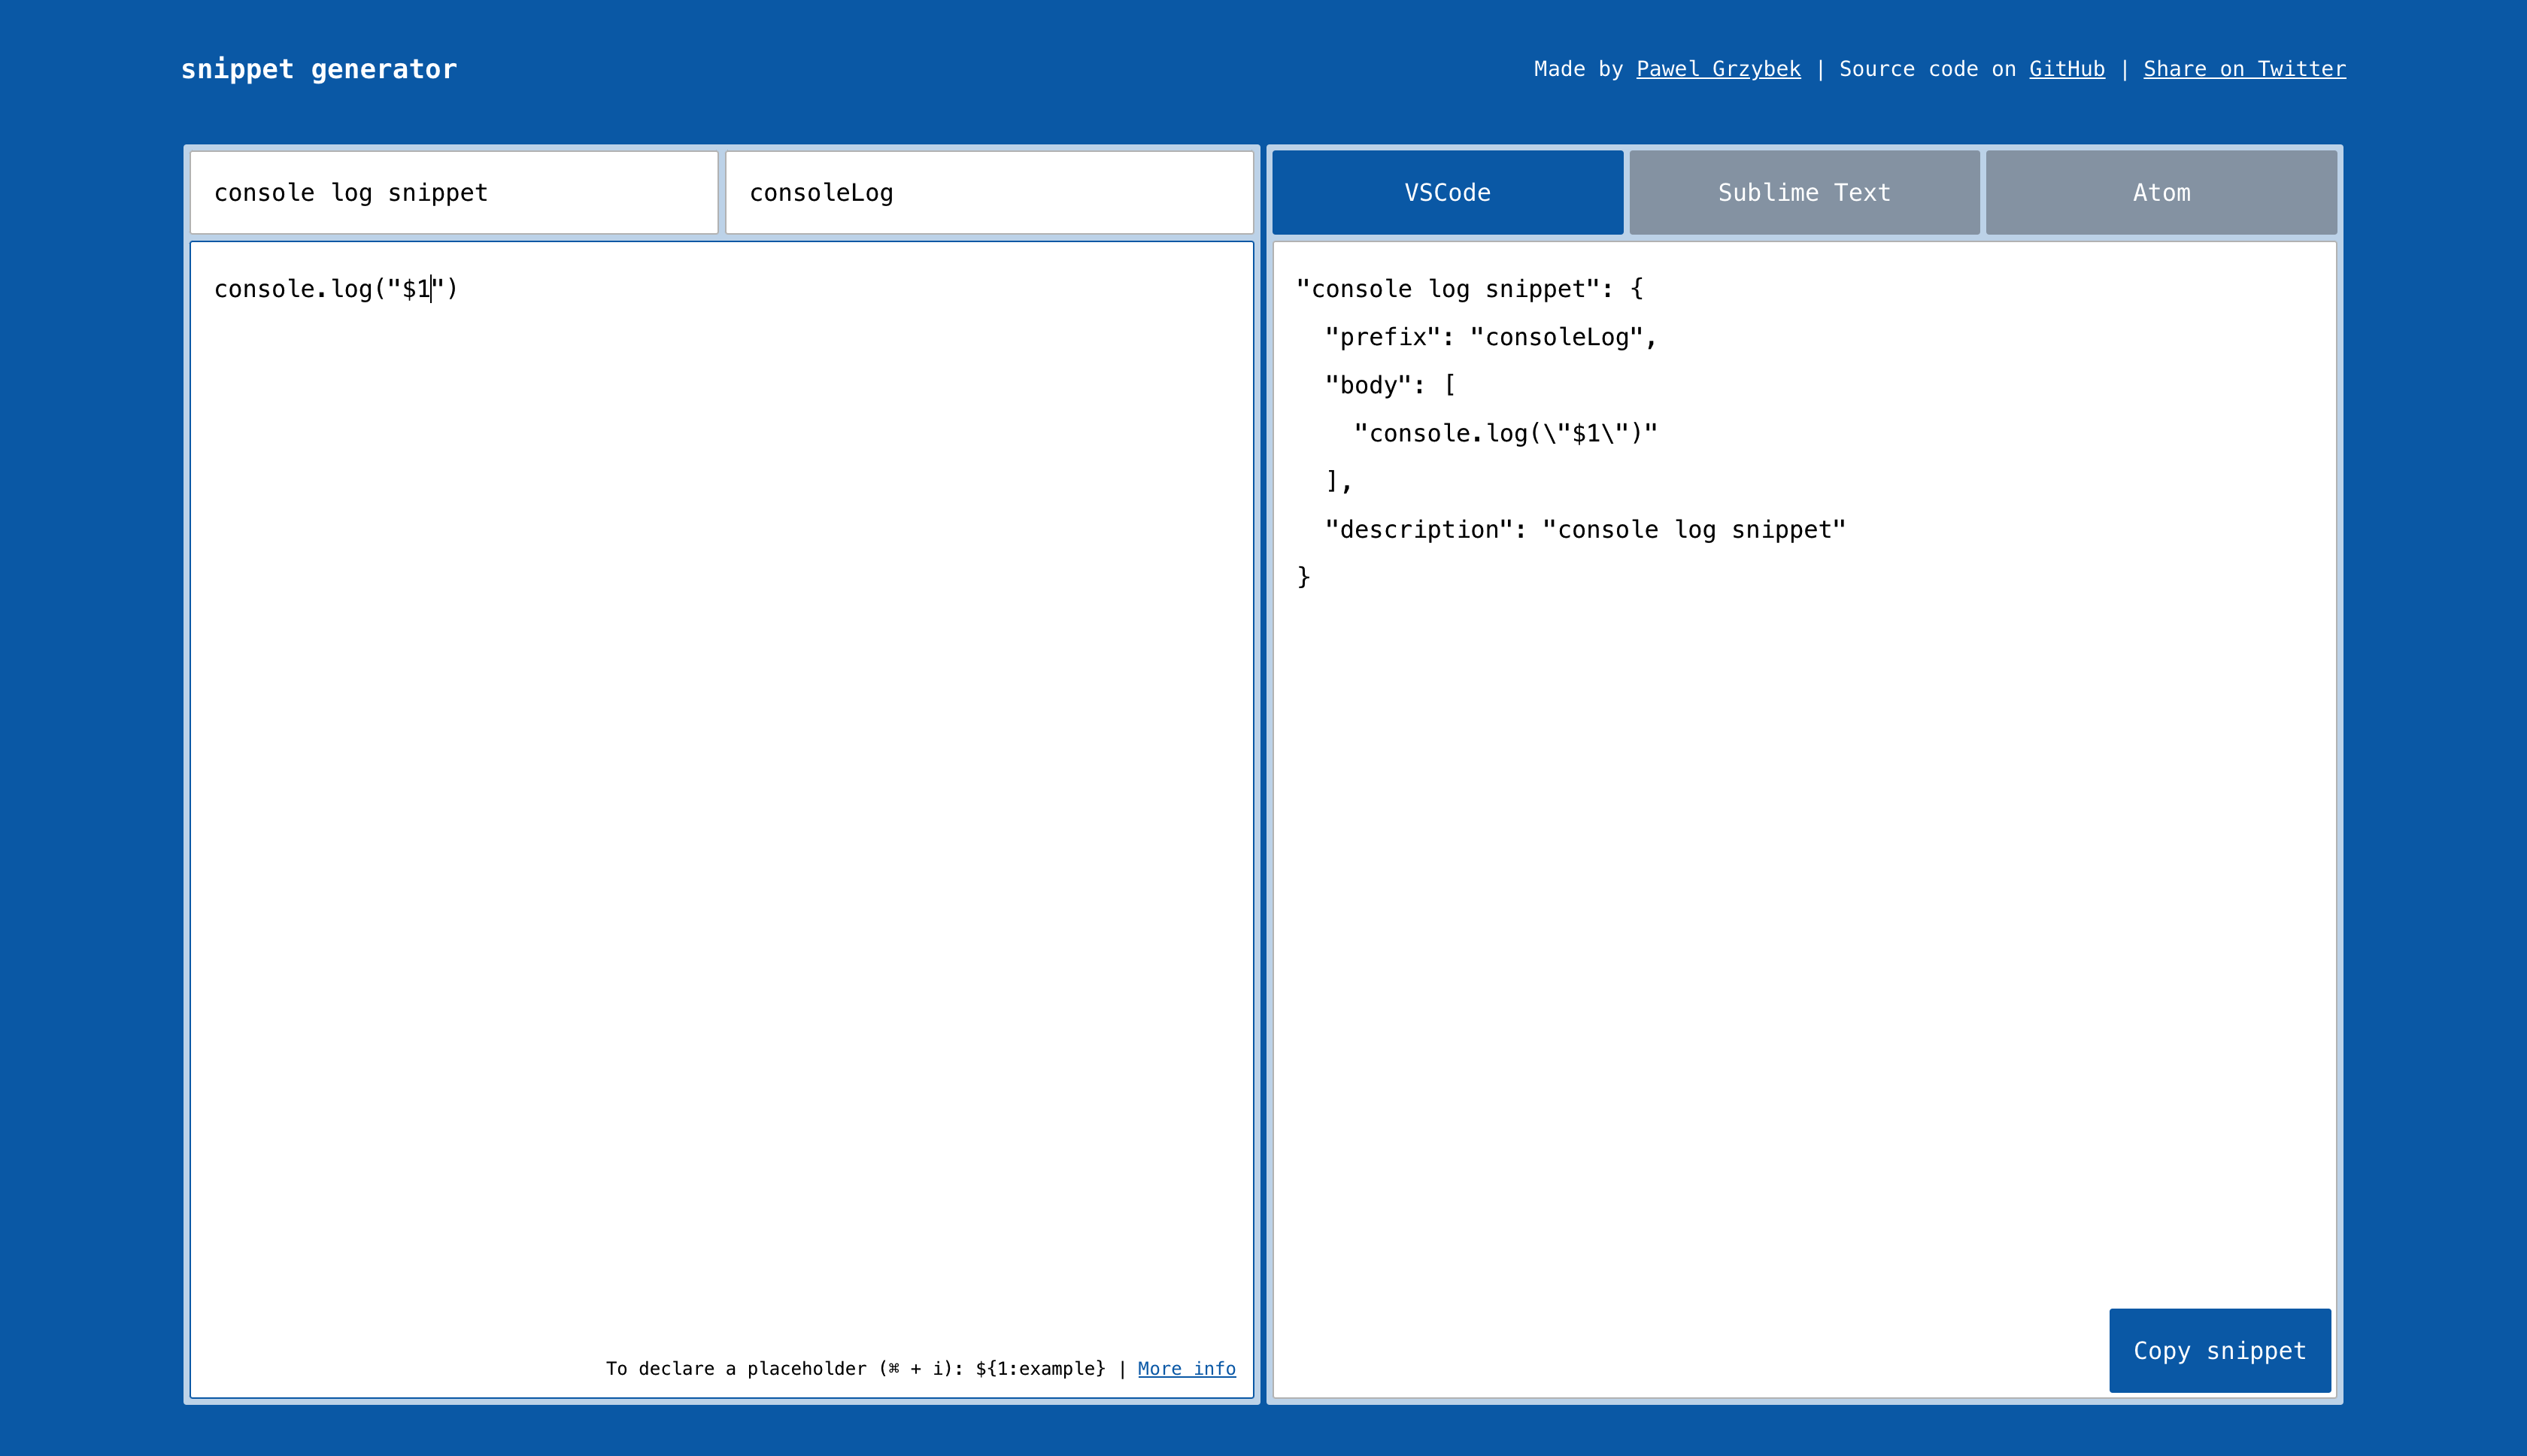 snippet generator
Made by Pawel Grzybek | Source code on GitHub | Share on Twitter
console log snippet
consoleLog
console.log("$1")
To declare a placeholder (⌘ + i): ${1:example} | More info
VSCode
Sublime Text
Atom
"console log snippet": {
  "prefix": "consoleLog",
  "body": [
    "console.log(\"$1\")"
  ],
  "description": "console log snippet"
}
Copy snippet